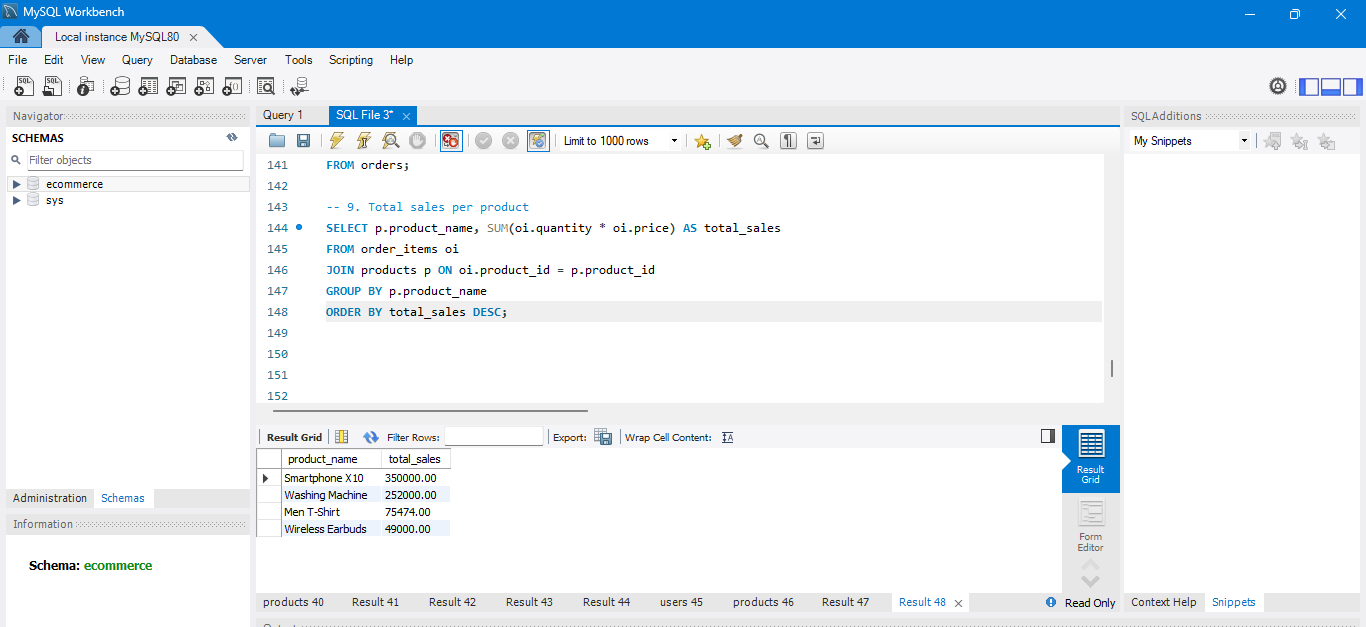 MySQL Workbench
Local instance MySQL80
File Edit View Query Database Server Tools Scripting Help
Navigator
SCHEMAS
Filter objects
ecommerce
sys
Administration Schemas
Information
Schema: ecommerce
Query 1 SQL File 3*
Limit to 1000 rows
141 FROM orders;
142
143 -- 9. Total sales per product
144 SELECT p.product_name, SUM(oi.quantity * oi.price) AS total_sales
145 FROM order_items oi
146 JOIN products p ON oi.product_id = p.product_id
147 GROUP BY p.product_name
148 ORDER BY total_sales DESC;
149
150
151
152
Result Grid Filter Rows: Export: Wrap Cell Content:
product_name total_sales
Smartphone X10 350000.00
Washing Machine 252000.00
Men T-Shirt 75474.00
Wireless Earbuds 49000.00
Result Grid
Form Editor
products 40 Result 41 Result 42 Result 43 Result 44 users 45 products 46 Result 47 Result 48 Read Only
SQLAdditions
My Snippets
Context Help Snippets